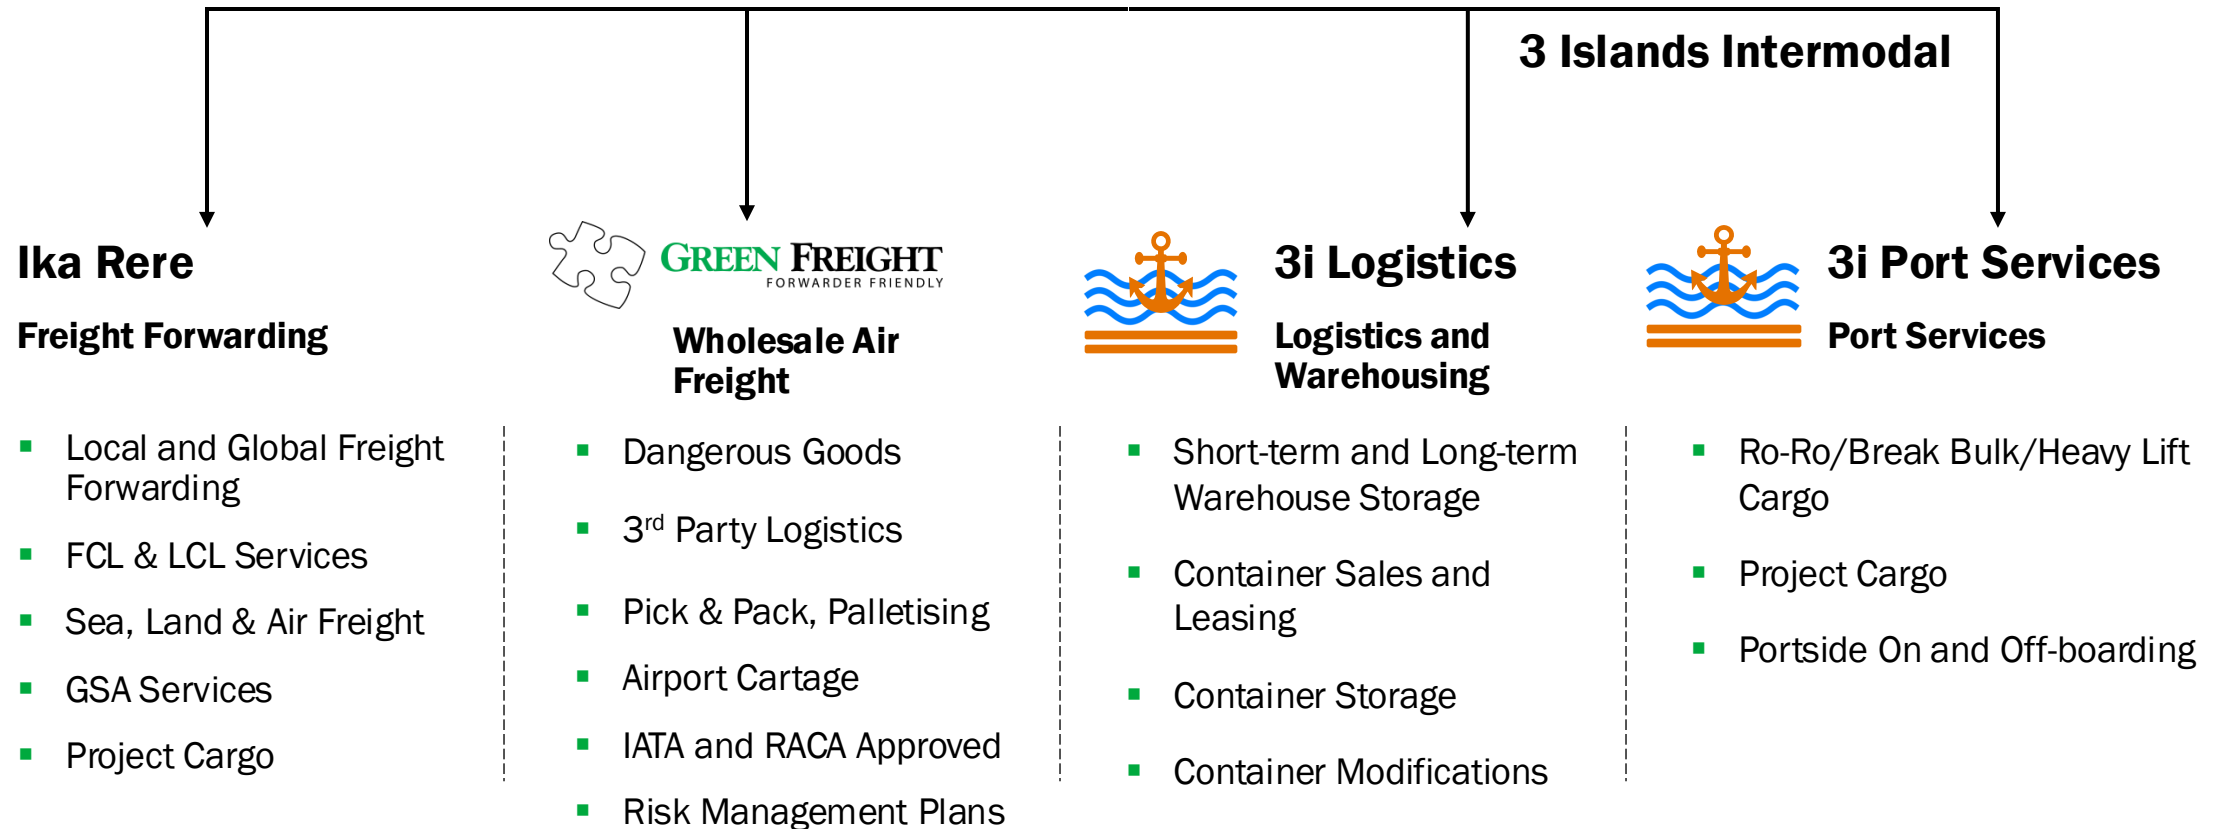 3 Islands Intermodal
Ika Rere
Freight Forwarding
Local and Global Freight
Forwarding
FCL & LCL Services
Sea, Land & Air Freight
GSA Services
Project Cargo
GREEN FREIGHT
FORWARDER FRIENDLY
Wholesale Air
Freight
Dangerous Goods
3rd Party Logistics
Pick & Pack, Palletising
Airport Cartage
IATA and RACA Approved
Risk Management Plans
3i Logistics
Logistics and
Warehousing
Short-term and Long-term
Warehouse Storage
Container Sales and
Leasing
Container Storage
Container Modifications
3i Port Services
Port Services
Ro-Ro/Break Bulk/Heavy Lift
Cargo
Project Cargo
Portside On and Off-boarding